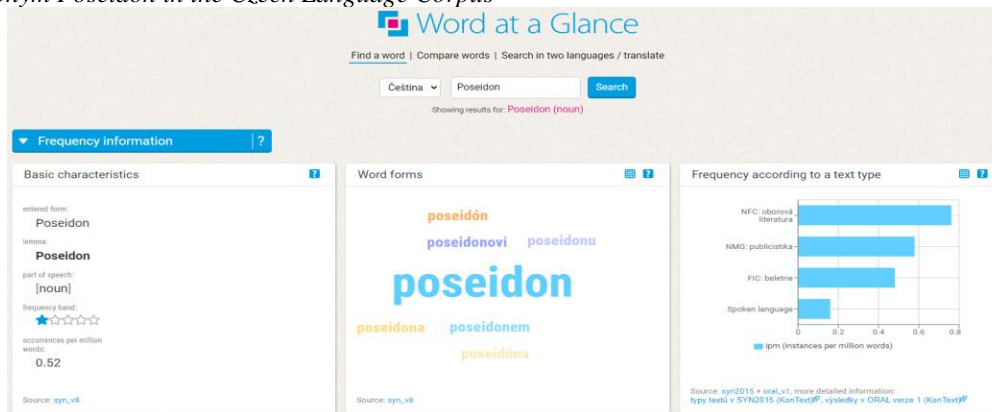 nym Poseidon in the Czech Language Corpus
Word at a Glance
Find a word | Compare words | Search in two languages / translate
Čeština Poseidon Search
Showing results for: Poseidon (noun)
Frequency information ?
Basic characteristics ?
entered form:
Poseidon
lemma:
Poseidon
part of speech:
[noun]
frequency band:
occurrences per million
words:
0.52
Source: syn_v8
Word forms ?
poseidón
poseidonovi poseidonu
poseidon
poseidona poseidonem
poseidóna
Source: syn_v8
Frequency according to a text type ?
NFC: oborová
literatura
NMG: publicistika
FIC: beletrie
Spoken language
0 0.2 0.4 0.6 0.8
ipm (instances per million words)
Source: syn2015 + oral_v1, more detailed information:
typy textů v SYN2015 (KonText), výsledky v ORAL verze 1 (KonText)